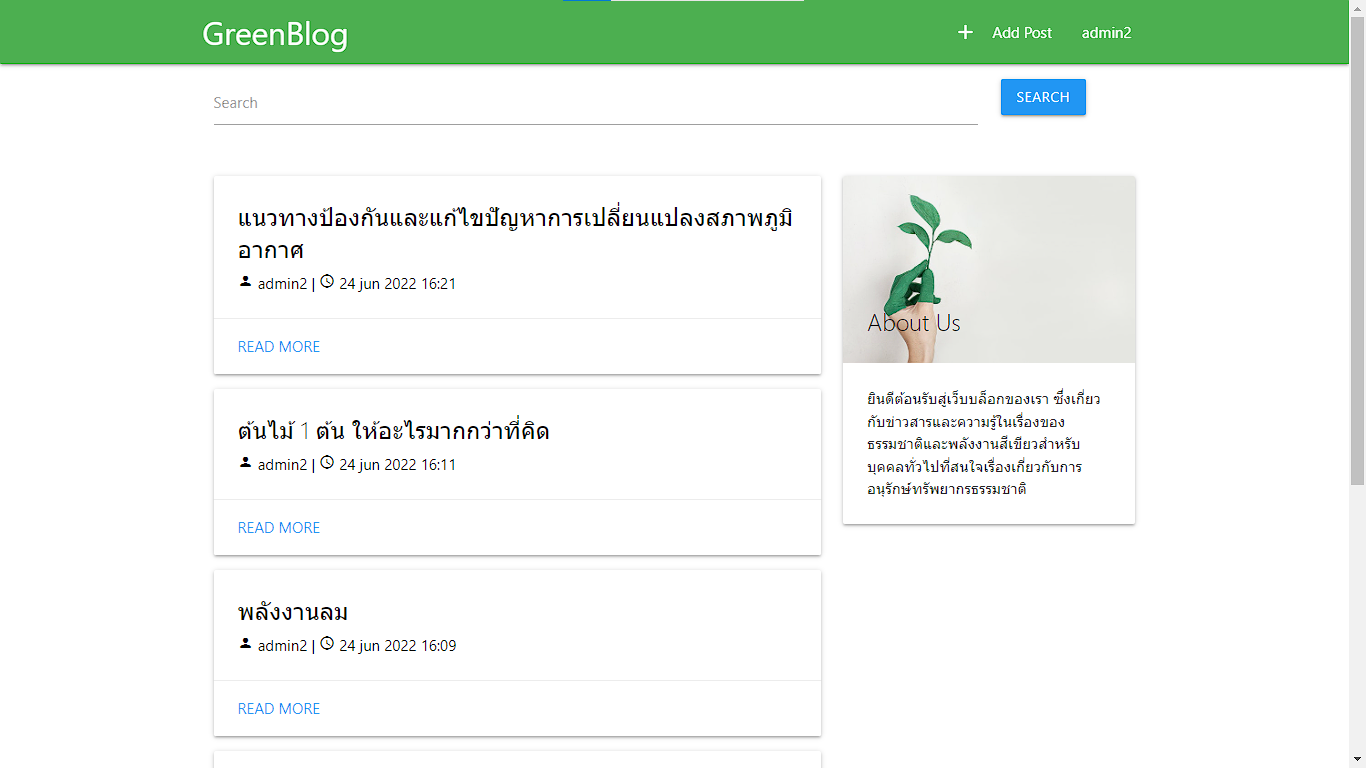 GreenBlog
Add Post
admin2
Search
SEARCH
แนวทางป้องกันและแก้ไขปัญหาการเปลี่ยนแปลงสภาพภูมิ
อากาศ
admin2 | 24 jun 2022 16:21
READ MORE
ต้นไม้ 1 ต้น ให้อะไรมากกว่าที่คิด
admin2 | 24 jun 2022 16:11
READ MORE
พลังงานลม
admin2 | 24 jun 2022 16:09
READ MORE
About Us
ยินดีต้อนรับสู่เว็บบล็อกของเรา ซึ่งเกี่ยว
กับข่าวสารและความรู้ในเรื่องของ
ธรรมชาติและพลังงานสีเขียวสำหรับ
บุคคลทั่วไปที่สนใจเรื่องเกี่ยวกับการ
อนุรักษ์ทรัพยากรธรรมชาติ